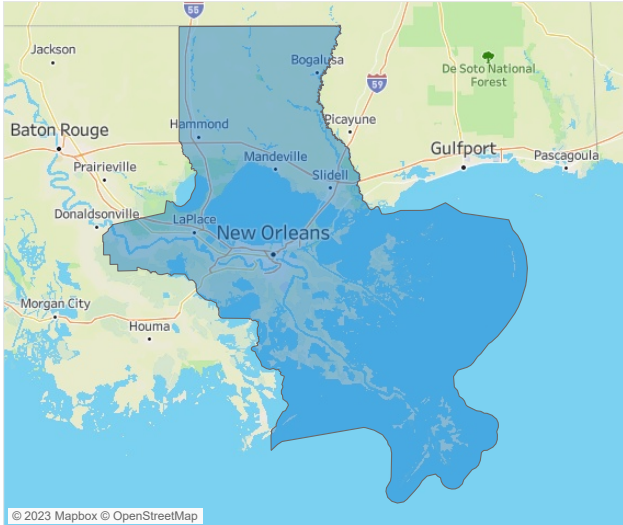 55
Jackson
Bogalusa
De Soto National
Forest
59
Picayune
Hammond
Baton Rouge
Gulfport
Mandeville
Pascagoula
Prairieville
Slidell
Donaldsonville
LaPlace
New Orleans
Morgan City
Houma
© 2023 Mapbox © OpenStreetMap